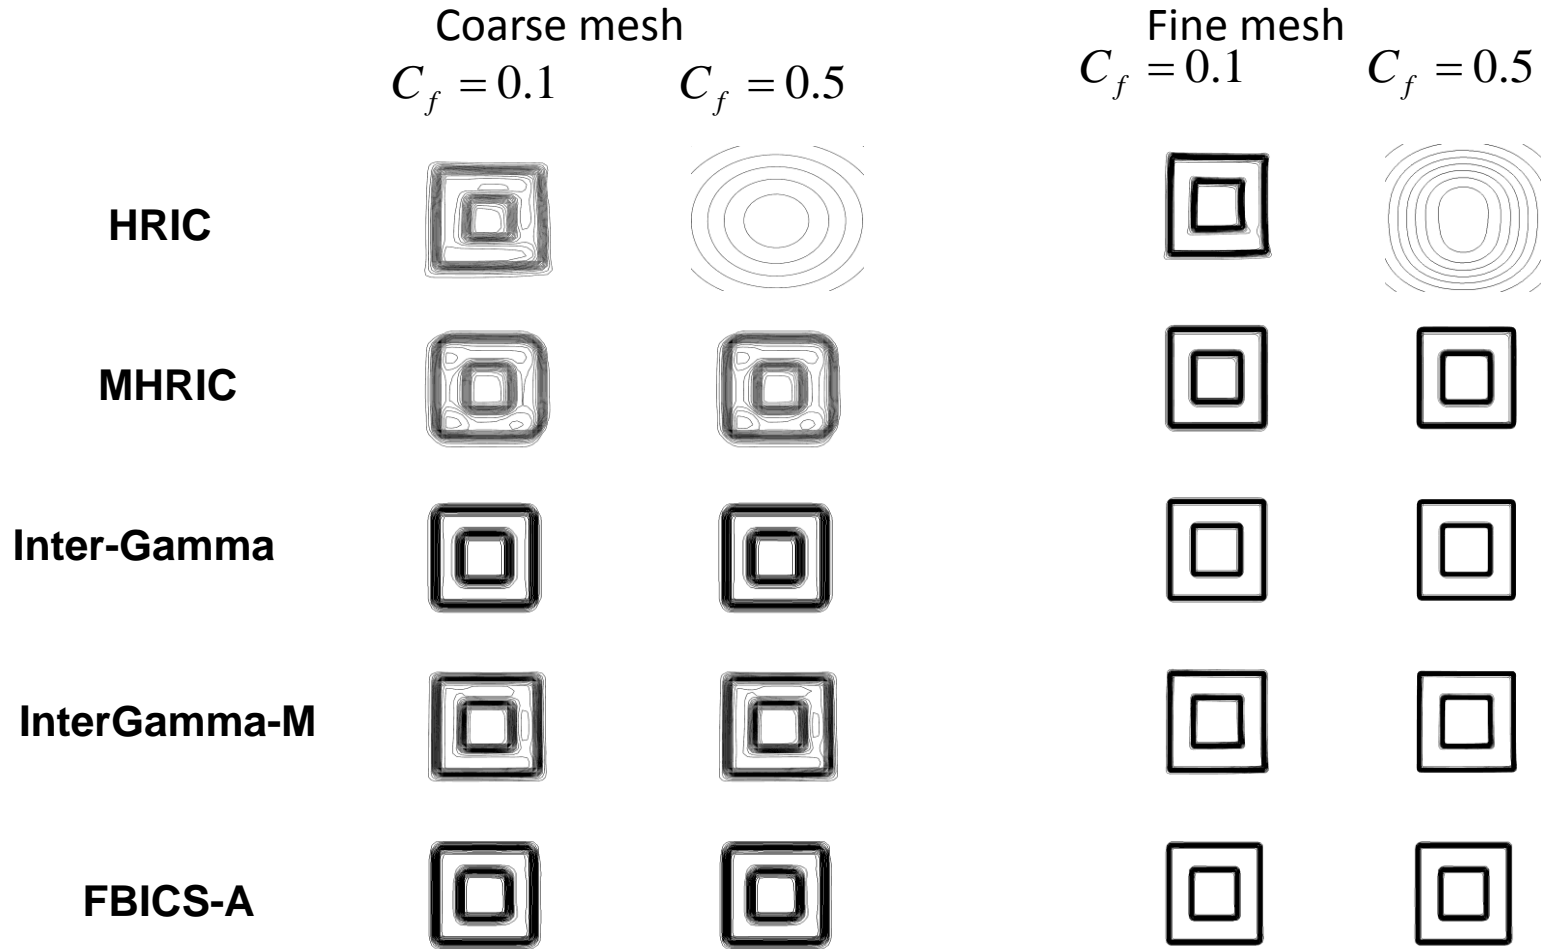 Coarse mesh Fine mesh
C_f = 0.1 C_f = 0.5 C_f = 0.1 C_f = 0.5
HRIC
MHRIC
Inter-Gamma
InterGamma-M
FBICS-A